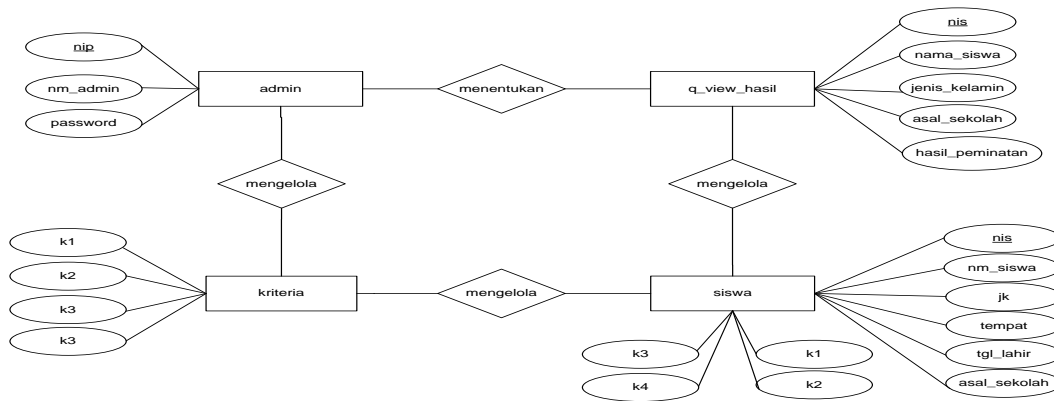 nip
nm_admin
password
admin
menentukan
q_view_hasil
nis
nama_siswa
jenis_kelamin
asal_sekolah
hasil_peminatan
mengelola
mengelola
k1
k2
k3
k3
kriteria
mengelola
siswa
nis
nm_siswa
jk
tempat
tgl_lahir
asal_sekolah
k3
k1
k4
k2